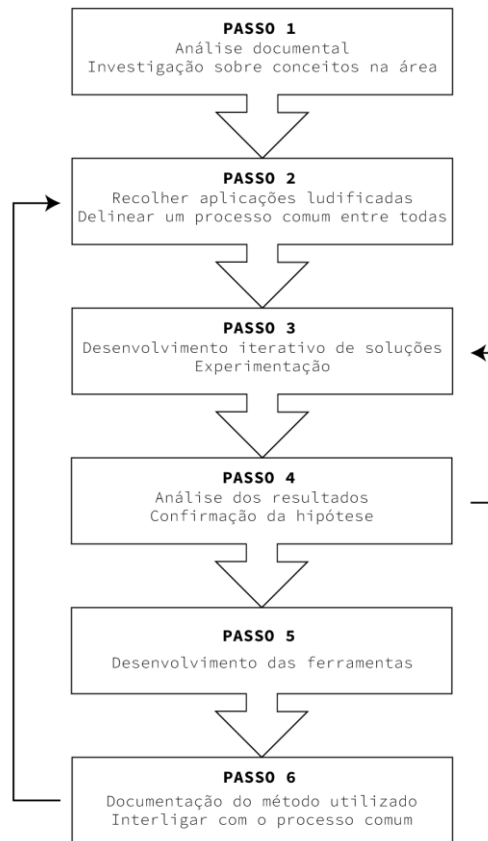 PASSO 1
Análise documental
Investigação sobre conceitos na área
PASSO 2
Recolher aplicações ludificadas
Delinear um processo comum entre todas
PASSO 3
Desenvolvimento iterativo de soluções
Experimentação
PASSO 4
Análise dos resultados
Confirmação da hipótese
PASSO 5
Desenvolvimento das ferramentas
PASSO 6
Documentação do método utilizado
Interligar com o processo comum